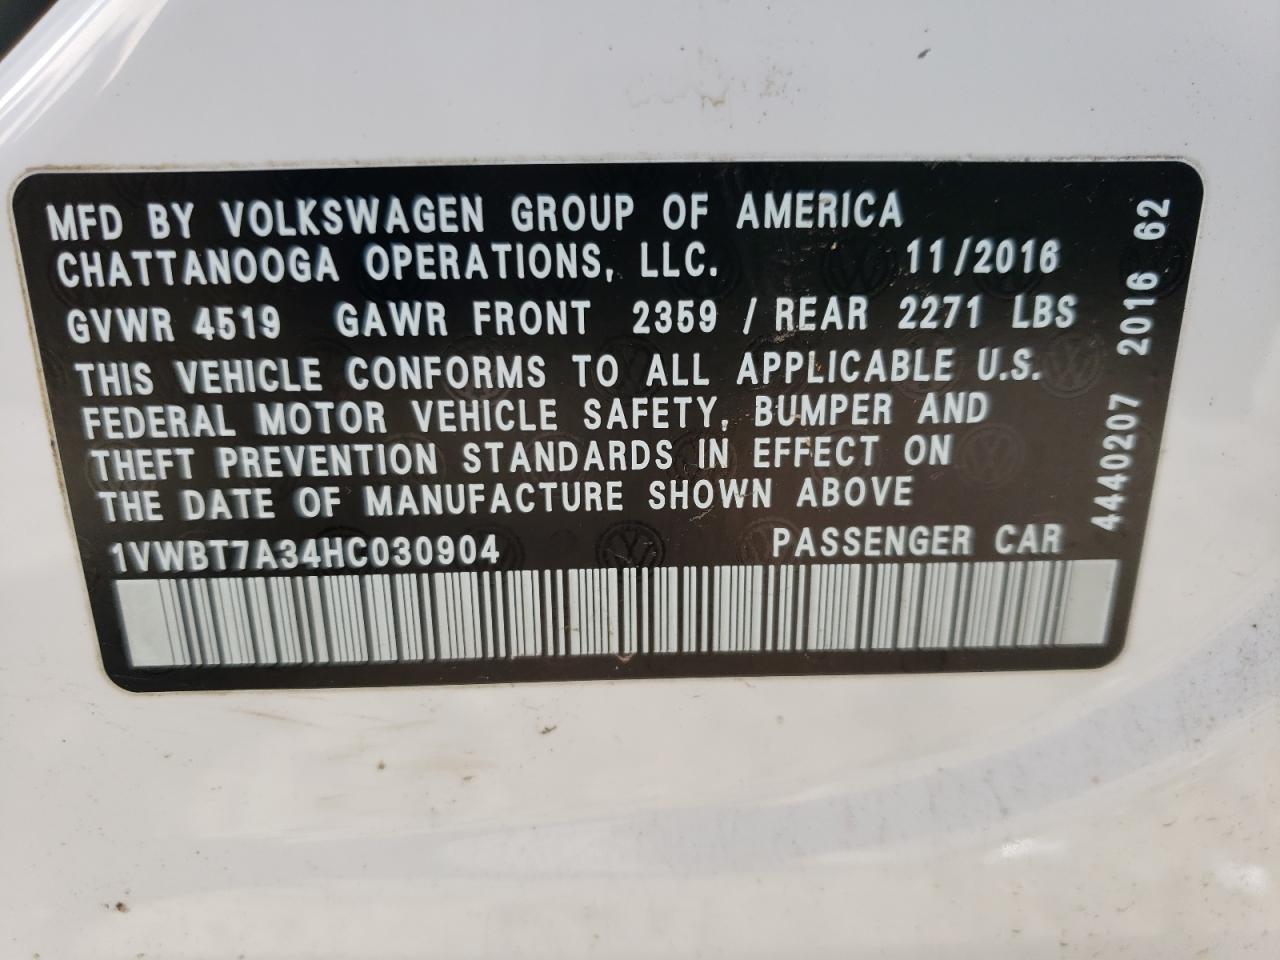 MFD BY VOLKSWAGEN GROUP OF AMERICA
CHATTANOOGA OPERATIONS, LLC. 11/2016
GVWR 4519 GAWR FRONT 2359 / REAR 2271 LBS
THIS VEHICLE CONFORMS TO ALL APPLICABLE U.S.
FEDERAL MOTOR VEHICLE SAFETY, BUMPER AND
THEFT PREVENTION STANDARDS IN EFFECT ON
THE DATE OF MANUFACTURE SHOWN ABOVE
1VWBT7A34HC030904 PASSENGER CAR
4440207 2016 62